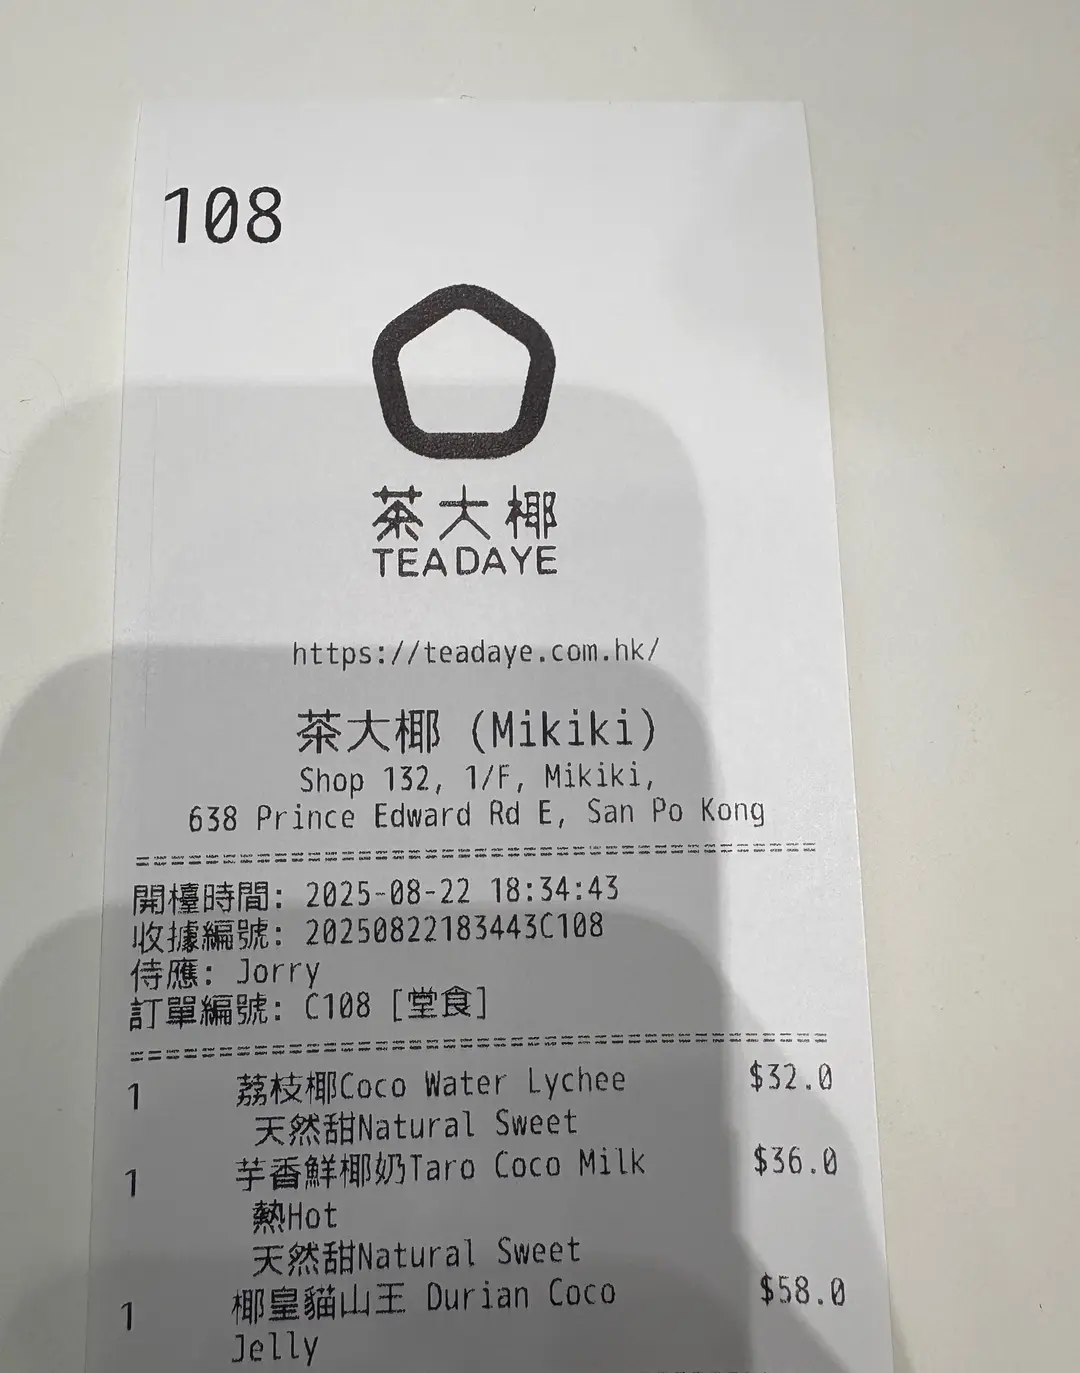 108
茶大椰
TEADAYE
https://teadaye.com.hk/
茶大椰 (Mikiki)
Shop 132, 1/F, Mikiki,
638 Prince Edward Rd E, San Po Kong
開檯時間: 2025-08-22 18:34:43
收據編號: 20250822183443C108
侍應: Jorry
訂單編號: C108 [堂食]
1 荔枝椰Coco Water Lychee $32.0
天然甜Natural Sweet
1 芋香鮮椰奶Taro Coco Milk $36.0
熱Hot
天然甜Natural Sweet
1 椰皇貓山王 Durian Coco $58.0
Jelly